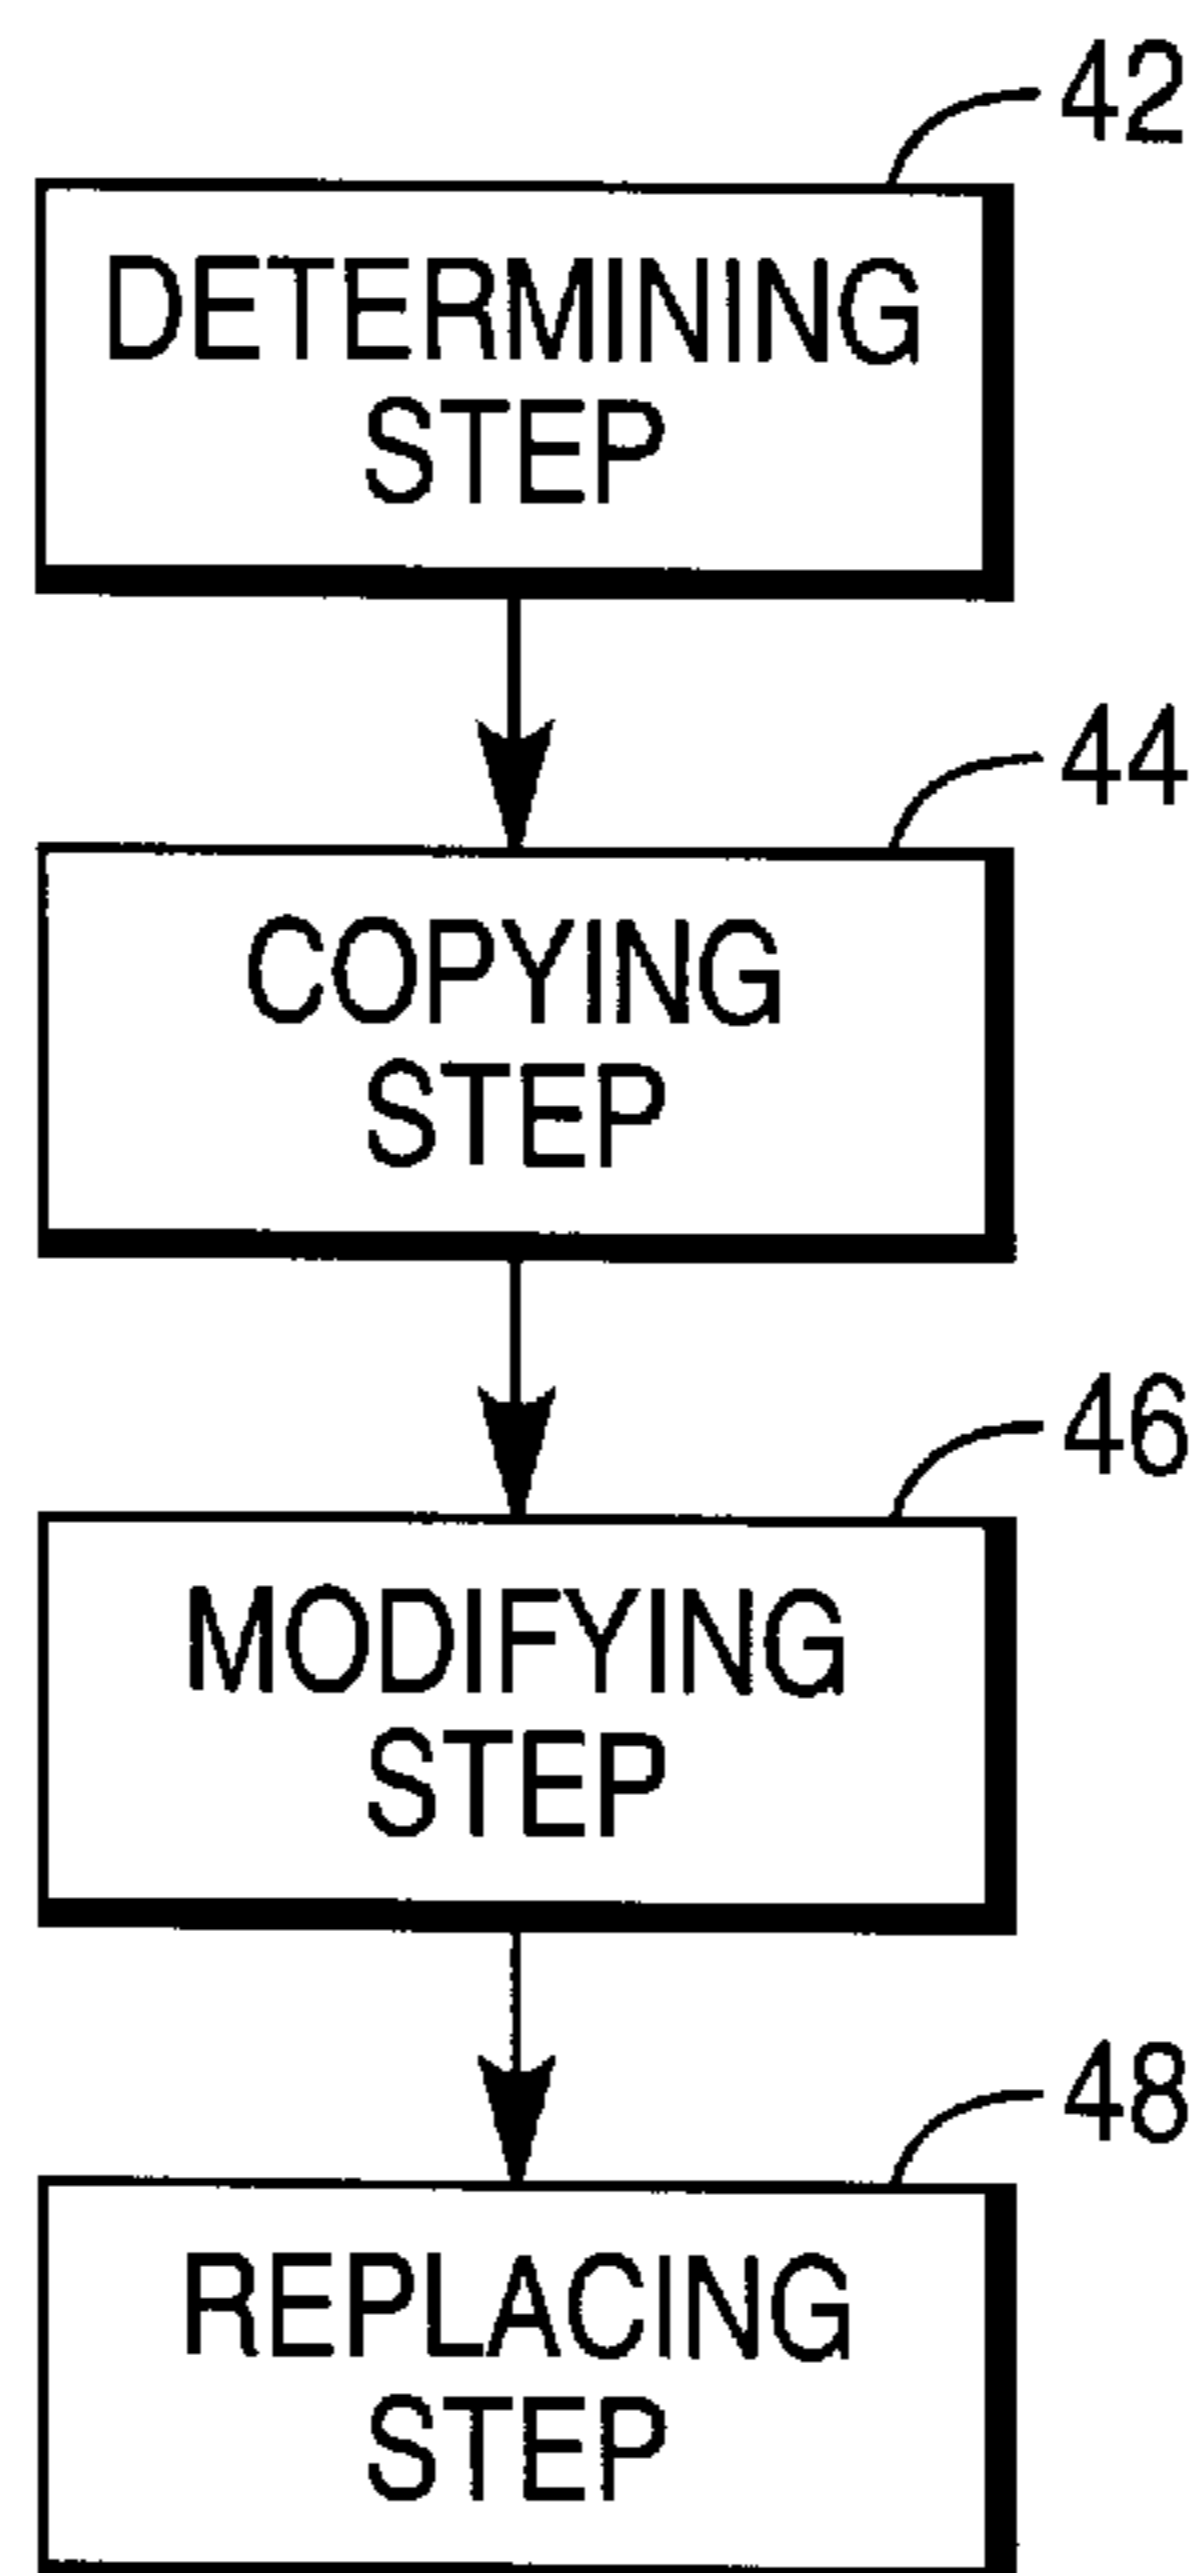 42
DETERMINING
STEP
44
COPYING
STEP
46
MODIFYING
STEP
48
REPLACING
STEP